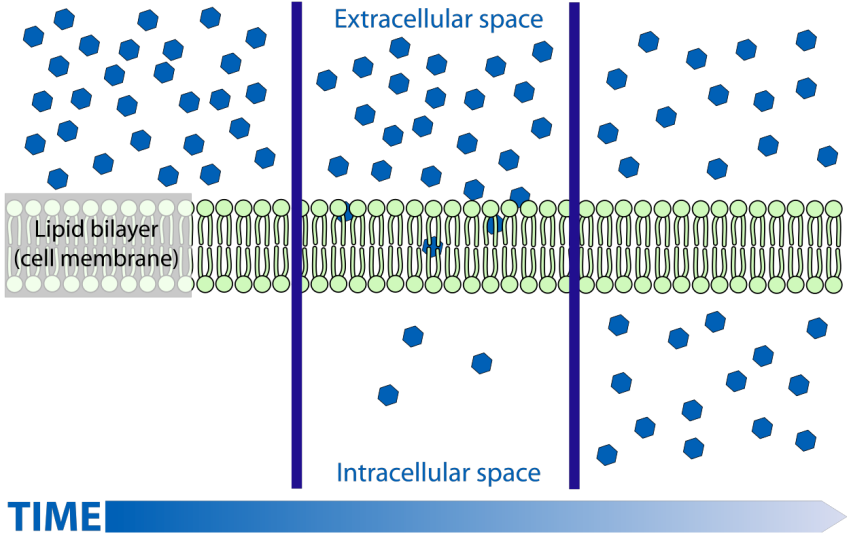 Extracellular space
Lipid bilayer
(cell membrane)
Intracellular space
TIME